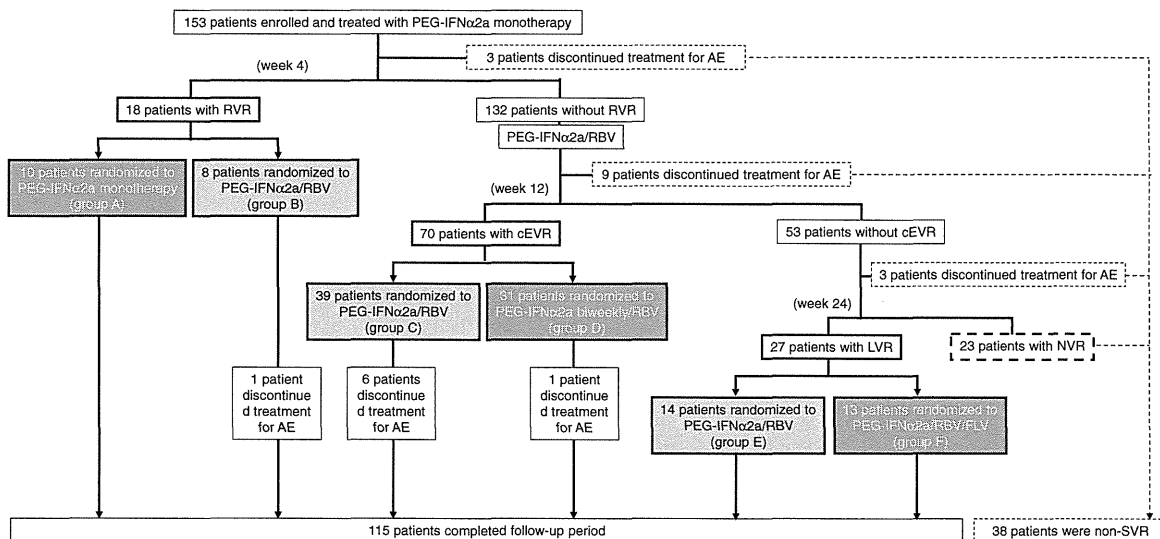 153 patients enrolled and treated with PEG-IFNα2a monotherapy
3 patients discontinued treatment for AE
(week 4)
18 patients with RVR
132 patients without RVR
PEG-IFNα2a/RBV
10 patients randomized to
PEG-IFNα2a monotherapy
(group A)
8 patients randomized to
PEG-IFNα2a/RBV
(group B)
9 patients discontinued treatment for AE
(week 12)
70 patients with cEVR
53 patients without cEVR
3 patients discontinued treatment for AE
39 patients randomized to
PEG-IFNα2a/RBV
(group C)
31 patients randomized to
PEG-IFNα2a biweekly/RBV
(group D)
(week 24)
27 patients with LVR
23 patients with NVR
1 patient
discontinue
d treatment
for AE
6 patients
discontinue
d treatment
for AE
1 patient
discontinue
d treatment
for AE
14 patients randomized to
PEG-IFNα2a/RBV
(group E)
13 patients randomized to
PEG-IFNα2a/RBV/FLV
(group F)
115 patients completed follow-up period
38 patients were non-SVR